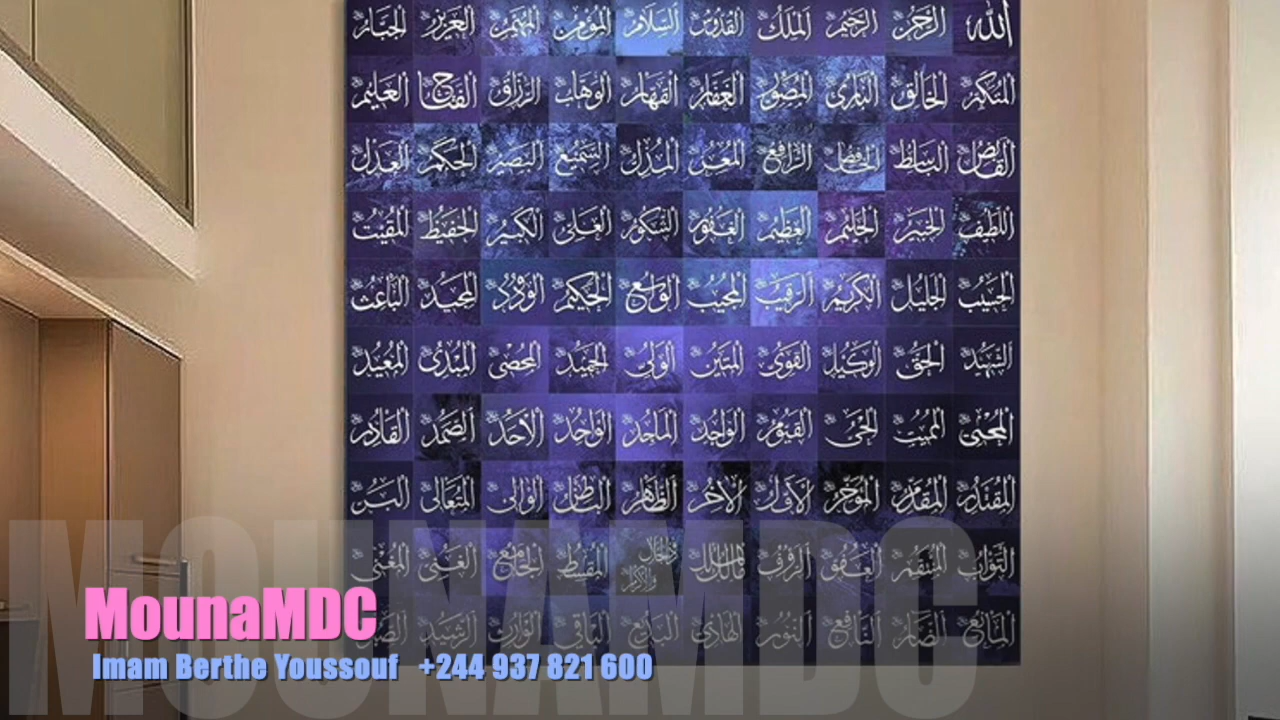 الله الرحمن الرحيم الملك القدوس السلام المؤمن المهيمن العزيز الجبار
المتكبر الخالق الباري المصور الغفار القهار الوهاب الرزاق الفتاح العليم
القابض الباسط الخافض الرافع المعز المذل السميع البصير الحكم العدل
اللطيف الخبير الحليم العظيم الغفور الشكور العلي الكبير الحفيظ المقيت
الحسيب الجليل الكريم الرقيب المجيب الواسع الحكيم الودود المجيد الباعث
الشهيد الحق الوكيل القوي المتين الولي الحميد المحصي المبدئ المعيد
المحيي المميت الحي القيوم الواجد الماجد الواحد الأحد الصمد القادر
المقتدر المقدم المؤخر الأول الآخر الظاهر الباطن الوالي المتعالي البر
التواب المنتقم العفو الرؤوف مالك الملك ذوالجلال والإكرام المقسط الجامع الغني المغني
المانع الضار النافع النور الهادي البديع الباقي الوارث الرشيد
MOUNAMDC
MounaMDC
Imam Berthe Youssouf +244 937 821 600